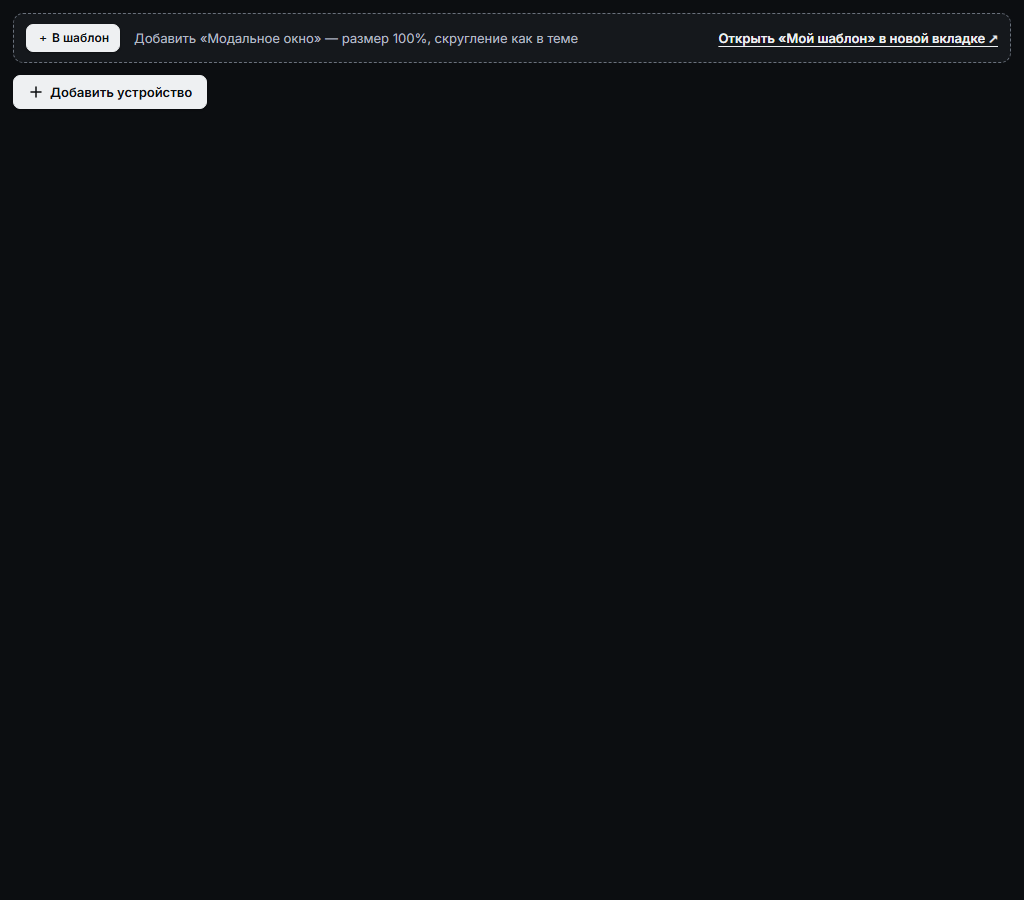 + В шаблон Добавить «Модальное окно» — размер 100%, скругление как в теме Открыть «Мой шаблон» в новой вкладке ↗
+ Добавить устройство